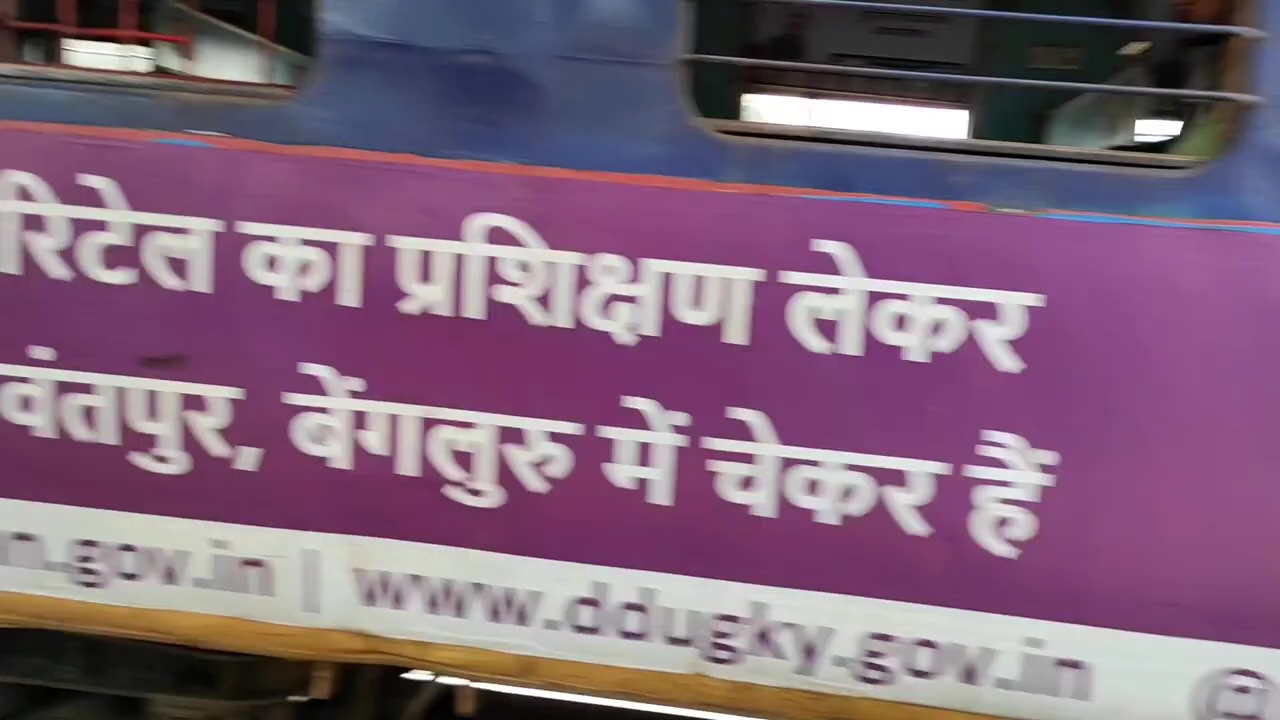 रिटेल का प्रशिक्षण लेकर
वंतपुर, बेंगलुरु में वेकर हैं
n.gov.in | www.ddugky.gov.in @